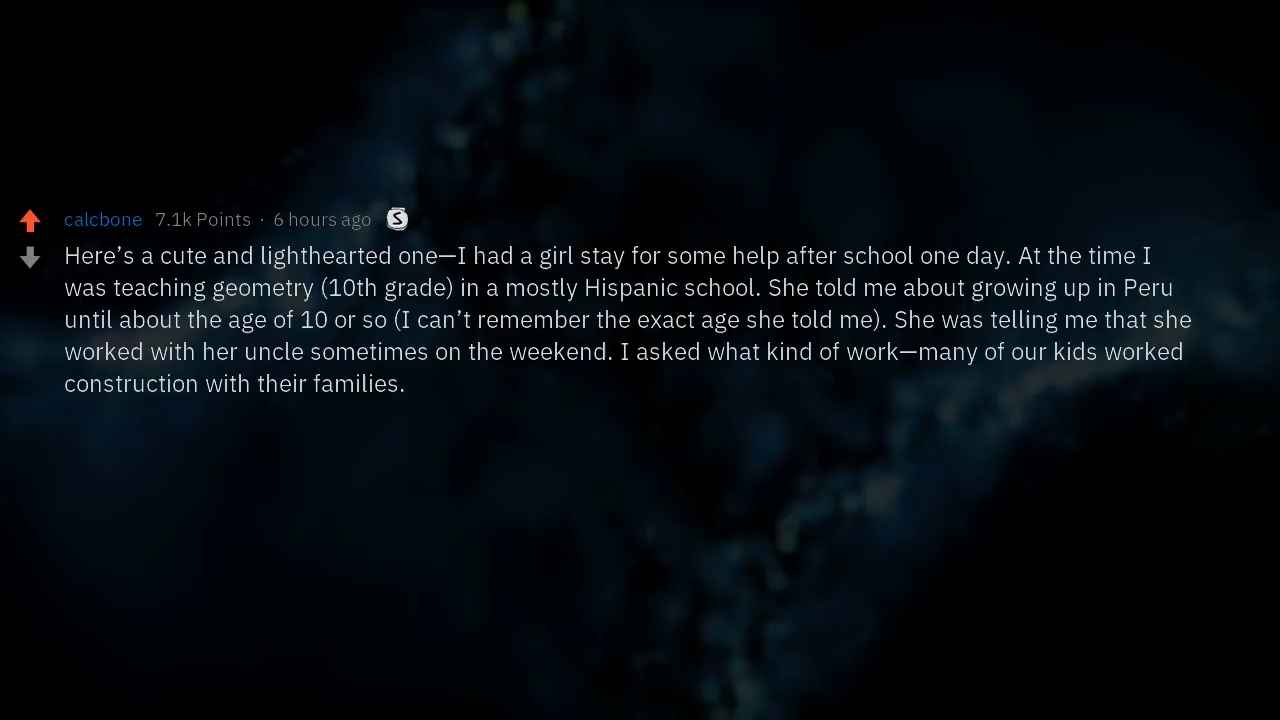 calcbone 7.1k Points · 6 hours ago S
Here’s a cute and lighthearted one—I had a girl stay for some help after school one day. At the time I
was teaching geometry (10th grade) in a mostly Hispanic school. She told me about growing up in Peru
until about the age of 10 or so (I can’t remember the exact age she told me). She was telling me that she
worked with her uncle sometimes on the weekend. I asked what kind of work—many of our kids worked
construction with their families.